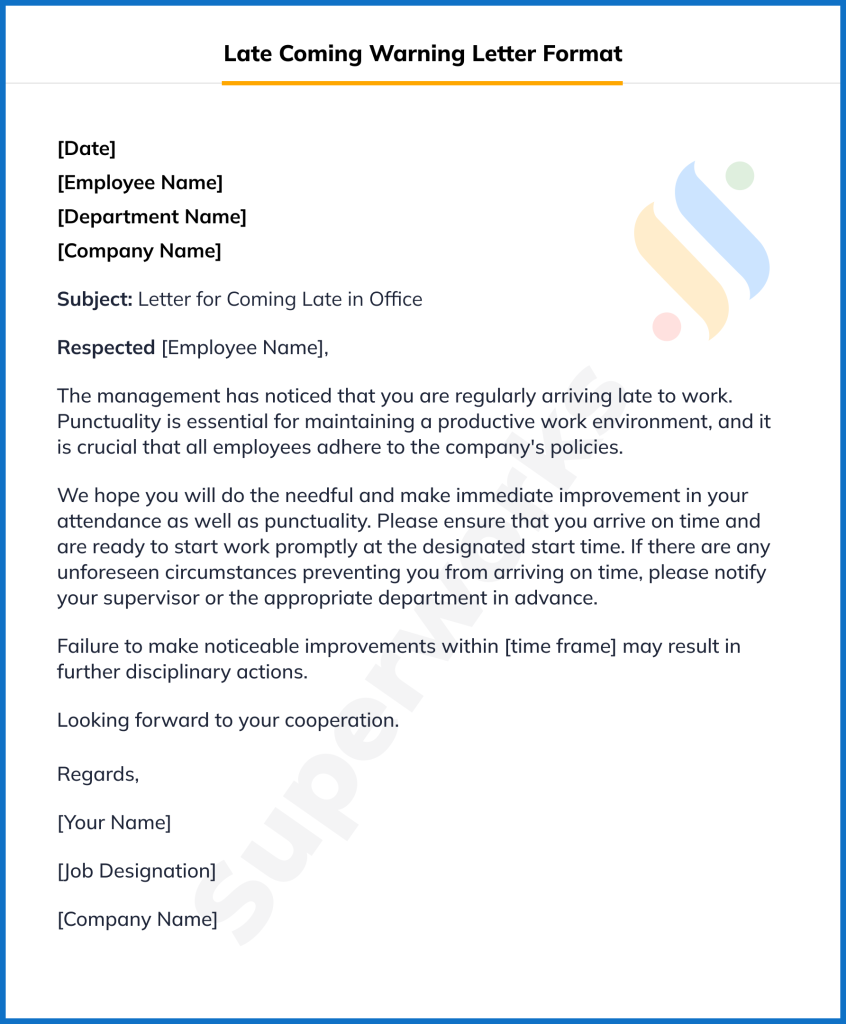 Late Coming Warning Letter Format
[Date]
[Employee Name]
[Department Name]
[Company Name]
Subject: Letter for Coming Late in Office
Respected [Employee Name],
The management has noticed that you are regularly arriving late to work.
Punctuality is essential for maintaining a productive work environment, and it
is crucial that all employees adhere to the company's policies.
We hope you will do the needful and make immediate improvement in your
attendance as well as punctuality. Please ensure that you arrive on time and
are ready to start work promptly at the designated start time. If there are any
unforeseen circumstances preventing you from arriving on time, please notify
your supervisor or the appropriate department in advance.
Failure to make noticeable improvements within [time frame] may result in
further disciplinary actions.
Looking forward to your cooperation.
Regards,
[Your Name]
[Job Designation]
[Company Name]
Superworks